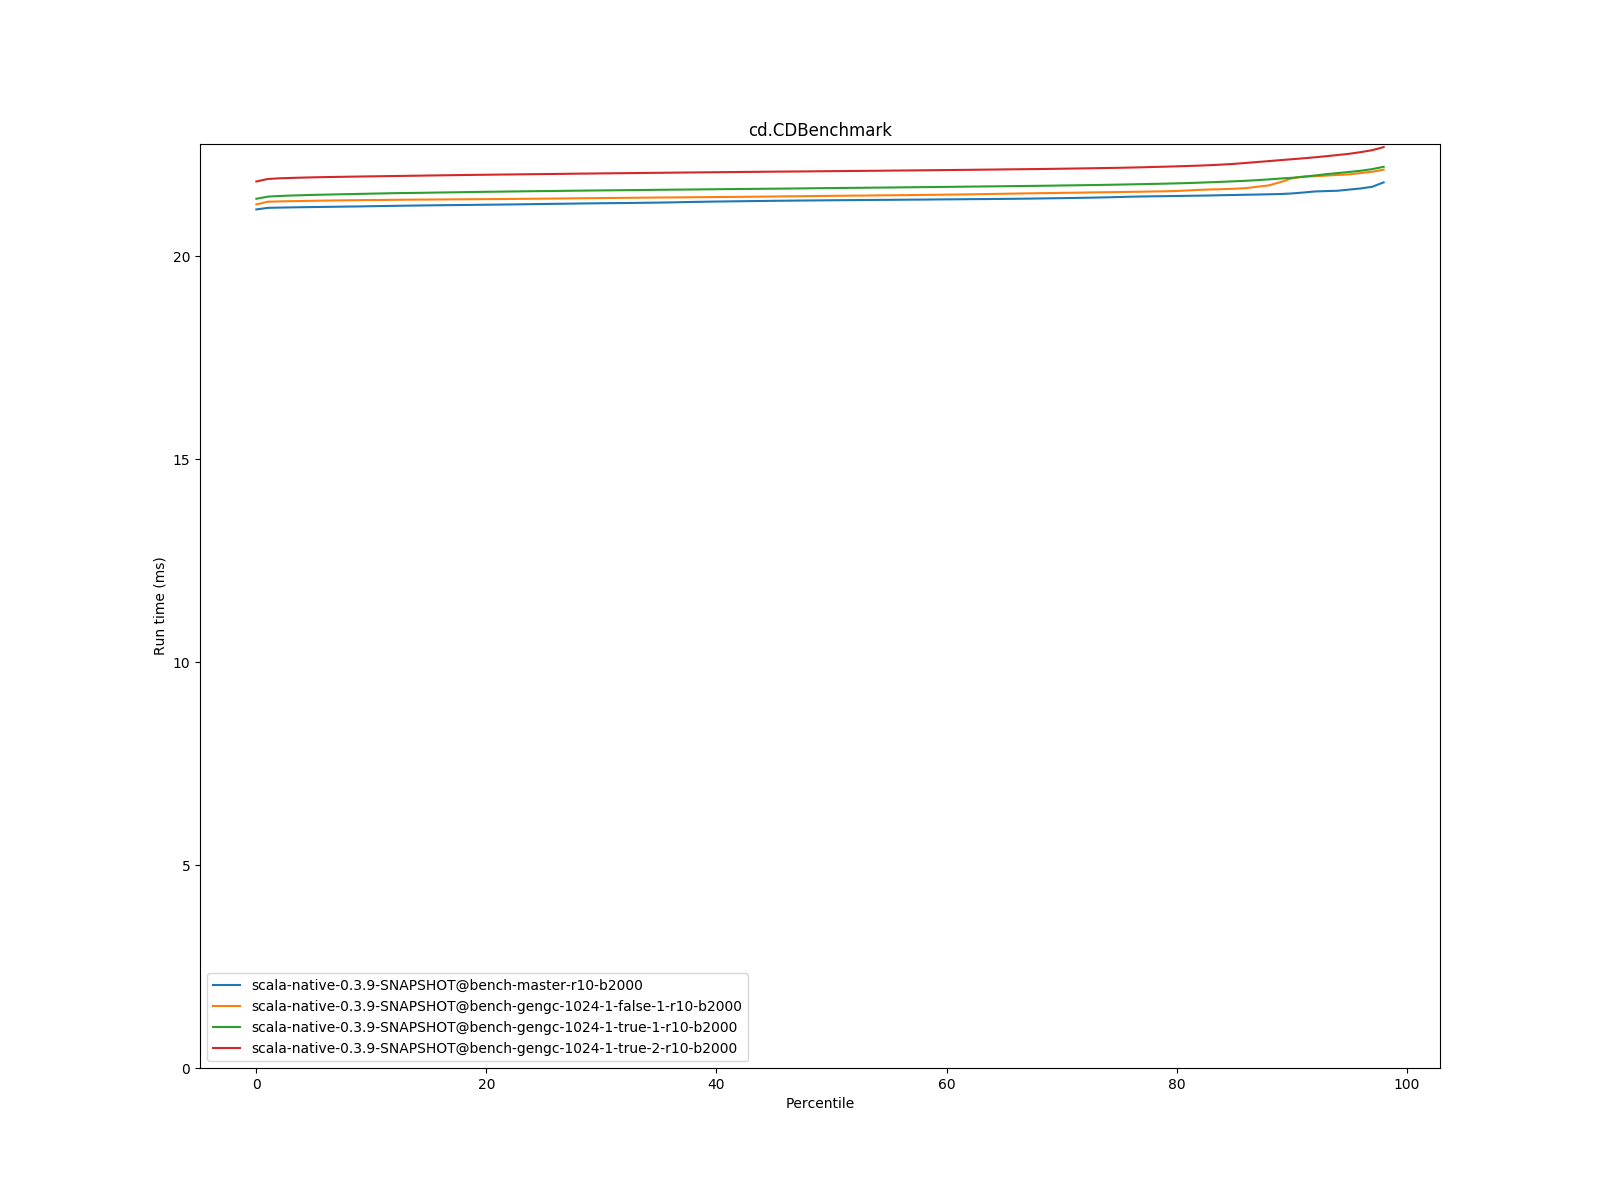 cd.CDBenchmark
20
15
10
5
0
Run time (ms)
scala-native-0.3.9-SNAPSHOT@bench-master-r10-b2000
scala-native-0.3.9-SNAPSHOT@bench-gengc-1024-1-false-1-r10-b2000
scala-native-0.3.9-SNAPSHOT@bench-gengc-1024-1-true-1-r10-b2000
scala-native-0.3.9-SNAPSHOT@bench-gengc-1024-1-true-2-r10-b2000
0 20 40 60 80 100
Percentile